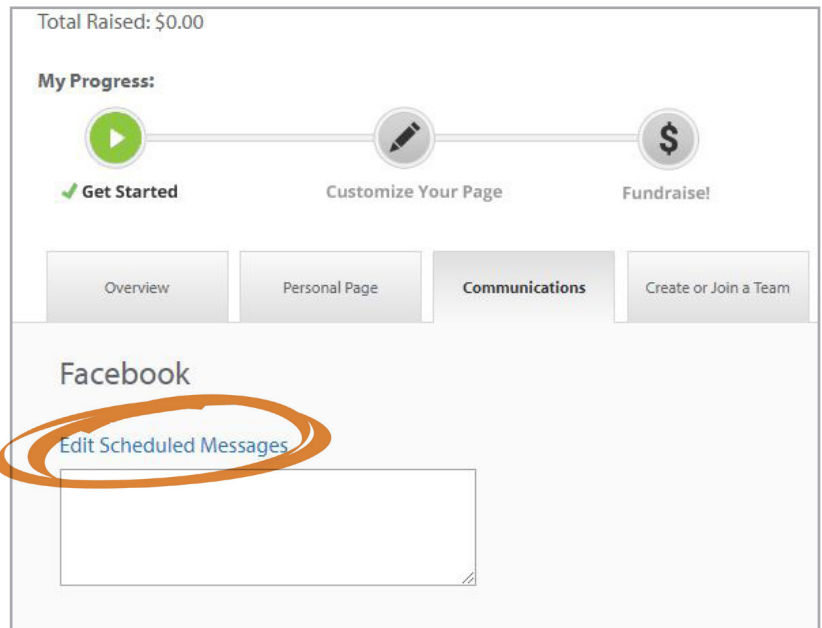 Total Raised: $0.00
My Progress:
$
Get Started Customize Your Page Fundraise!
Overview Personal Page Communications Create or Join a Team
Facebook
Edit Scheduled Messages